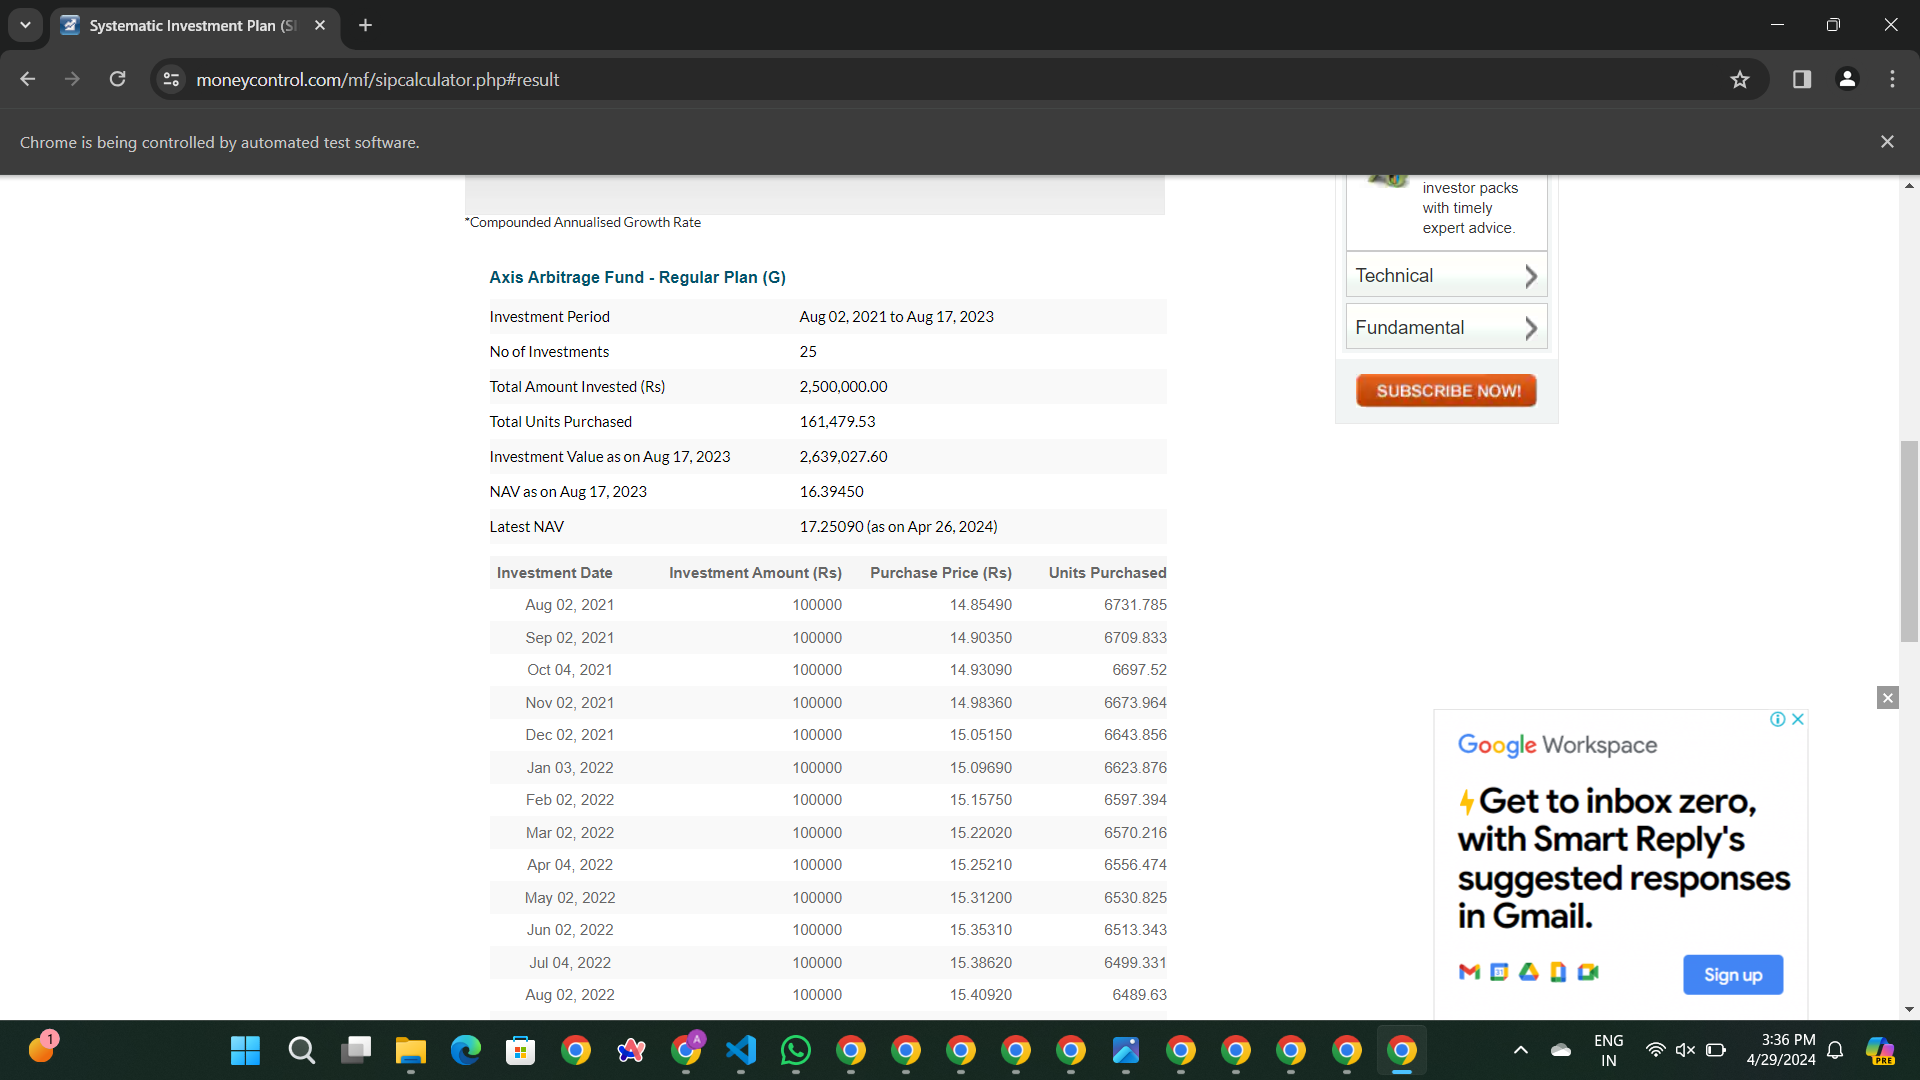 Systematic Investment Plan (SI
moneycontrol.com/mf/sipcalculator.php#result
Chrome is being controlled by automated test software.
*Compounded Annualised Growth Rate
Axis Arbitrage Fund - Regular Plan (G)
Investment Period Aug 02, 2021 to Aug 17, 2023
No of Investments 25
Total Amount Invested (Rs) 2,500,000.00
Total Units Purchased 161,479.53
Investment Value as on Aug 17, 2023 2,639,027.60
NAV as on Aug 17, 2023 16.39450
Latest NAV 17.25090 (as on Apr 26, 2024)
Investment Date Investment Amount (Rs) Purchase Price (Rs) Units Purchased
Aug 02, 2021 100000 14.85490 6731.785
Sep 02, 2021 100000 14.90350 6709.833
Oct 04, 2021 100000 14.93090 6697.52
Nov 02, 2021 100000 14.98360 6673.964
Dec 02, 2021 100000 15.05150 6643.856
Jan 03, 2022 100000 15.09690 6623.876
Feb 02, 2022 100000 15.15750 6597.394
Mar 02, 2022 100000 15.22020 6570.216
Apr 04, 2022 100000 15.25210 6556.474
May 02, 2022 100000 15.31200 6530.825
Jun 02, 2022 100000 15.35310 6513.343
Jul 04, 2022 100000 15.38620 6499.331
Aug 02, 2022 100000 15.40920 6489.63
investor packs
with timely
expert advice.
Technical
Fundamental
SUBSCRIBE NOW!
Google Workspace
Get to inbox zero,
with Smart Reply's
suggested responses
in Gmail.
Sign up
1
A
ENG
IN
3:36 PM
4/29/2024
PRE